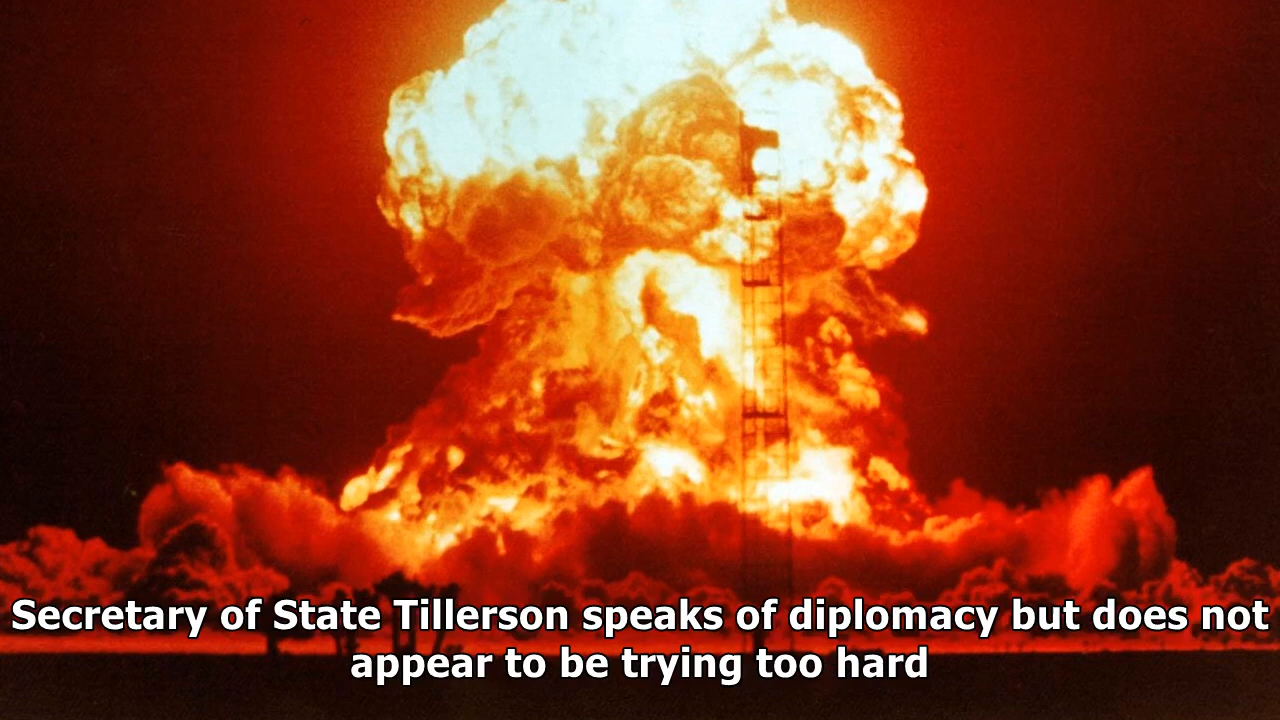 Secretary of State Tillerson speaks of diplomacy but does not
appear to be trying too hard